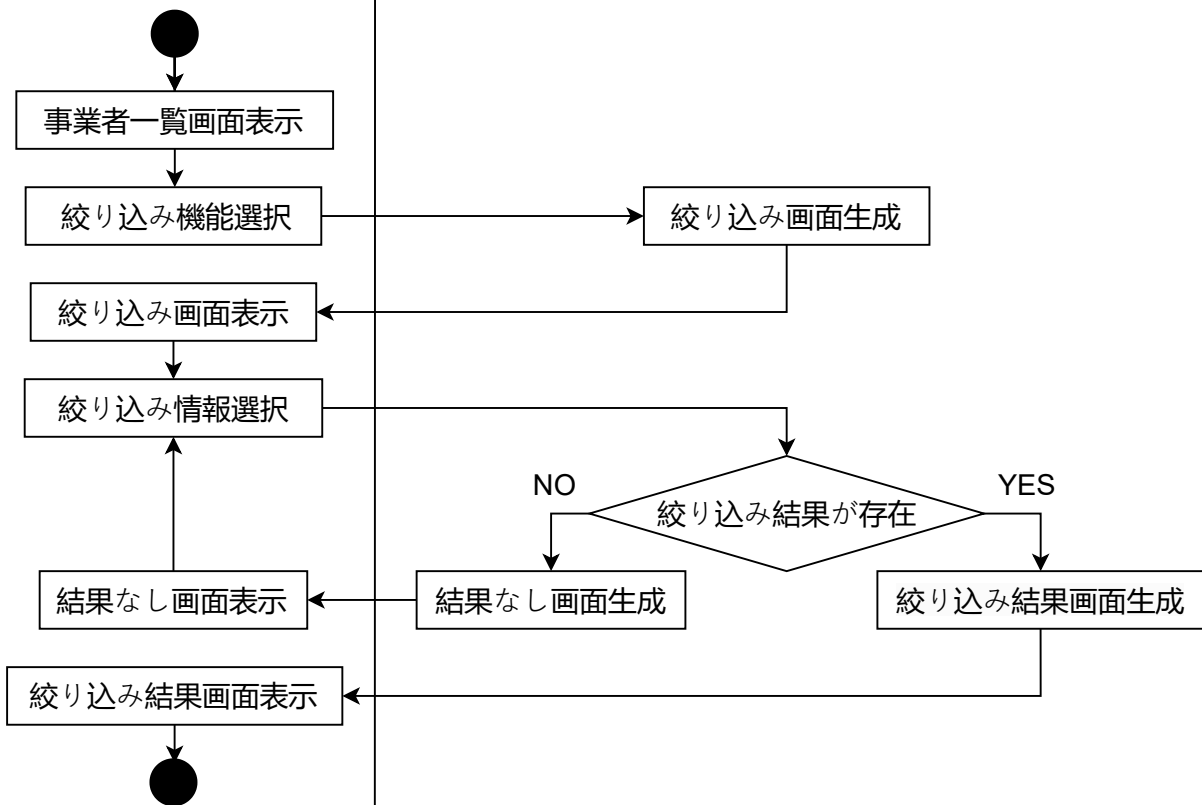 事業者一覧画面表示
絞り込み機能選択
絞り込み画面生成
絞り込み画面表示
絞り込み情報選択
NO
YES
絞り込み結果が存在
結果なし画面表示
結果なし画面生成
絞り込み結果画面生成
絞り込み結果画面表示